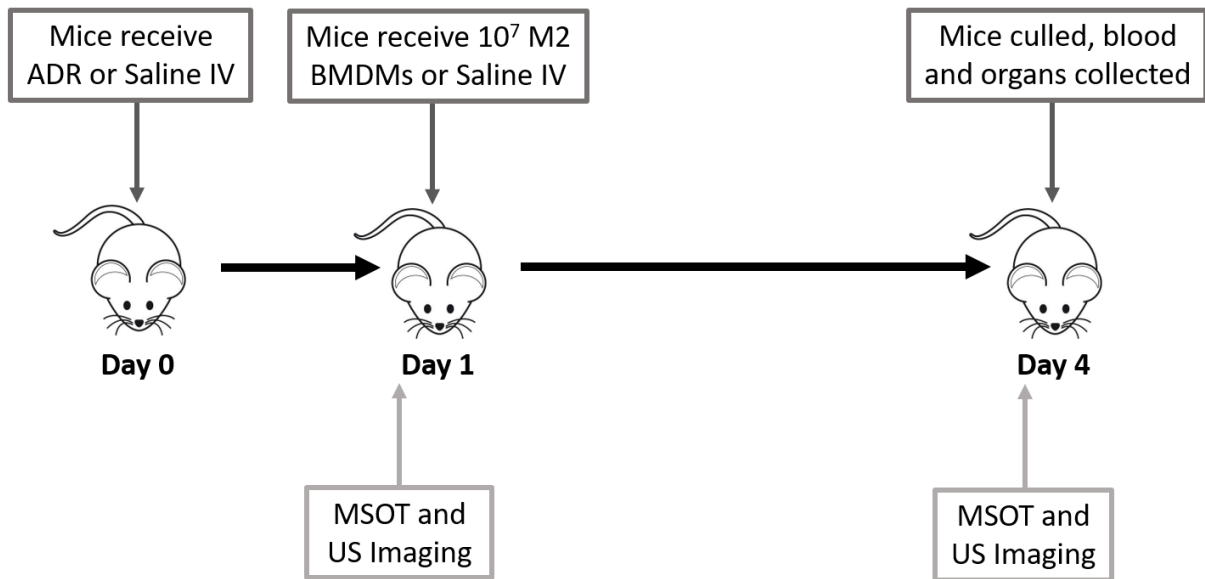 Mice receive
ADR or Saline IV
Mice receive 10⁷ M2
BMDMs or Saline IV
Mice culled, blood
and organs collected
Day 0
Day 1
Day 4
MSOT and
US Imaging
MSOT and
US Imaging